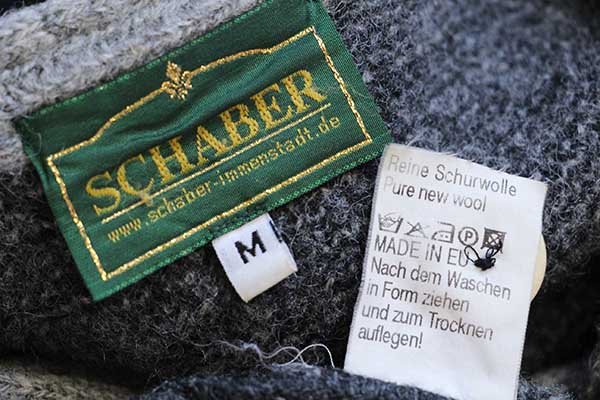 SCHABER
www.schaber-immenstadt.de
M
Reine Schurwolle
Pure new wool
MADE IN EU
Nach dem Waschen
in Form ziehen
und zum Trocknen
auflegen!